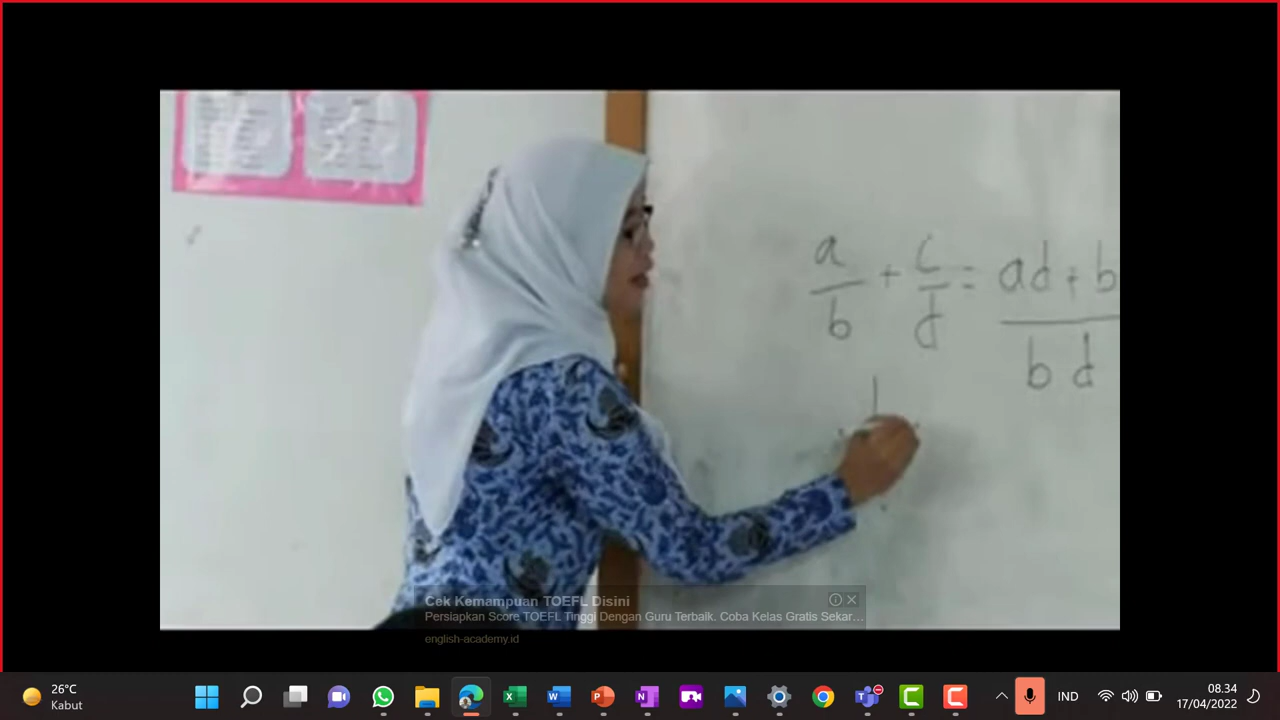 a/b + c/d = ad + b
b d
1
Cek Kemampuan TOEFL Disini
Persiapkan Score TOEFL Tinggi Dengan Guru Terbaik. Coba Kelas Gratis Sekar...
english-academy.id
26°C
Kabut
IND
08.34
17/04/2022